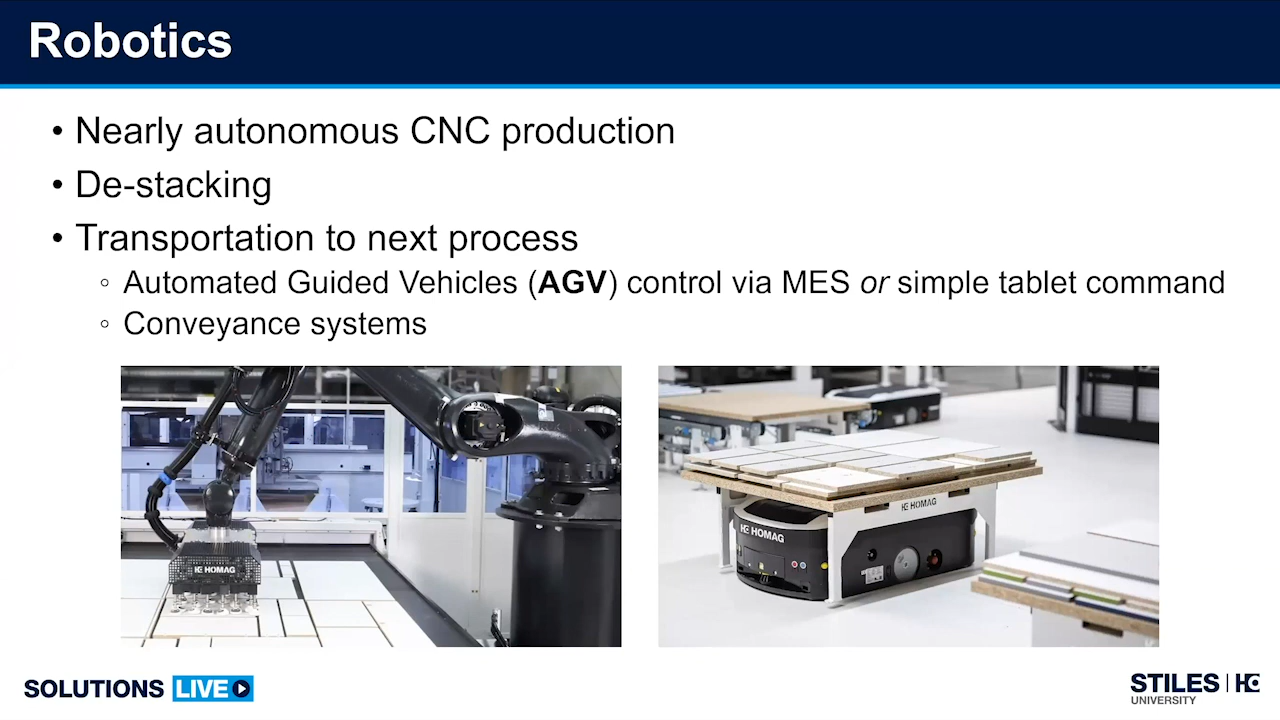 Robotics
• Nearly autonomous CNC production
• De-stacking
• Transportation to next process
◦ Automated Guided Vehicles (AGV) control via MES or simple tablet command
◦ Conveyance systems
HOMAG
HOMAG
HOMAG
SOLUTIONS LIVE
STILES
UNIVERSITY